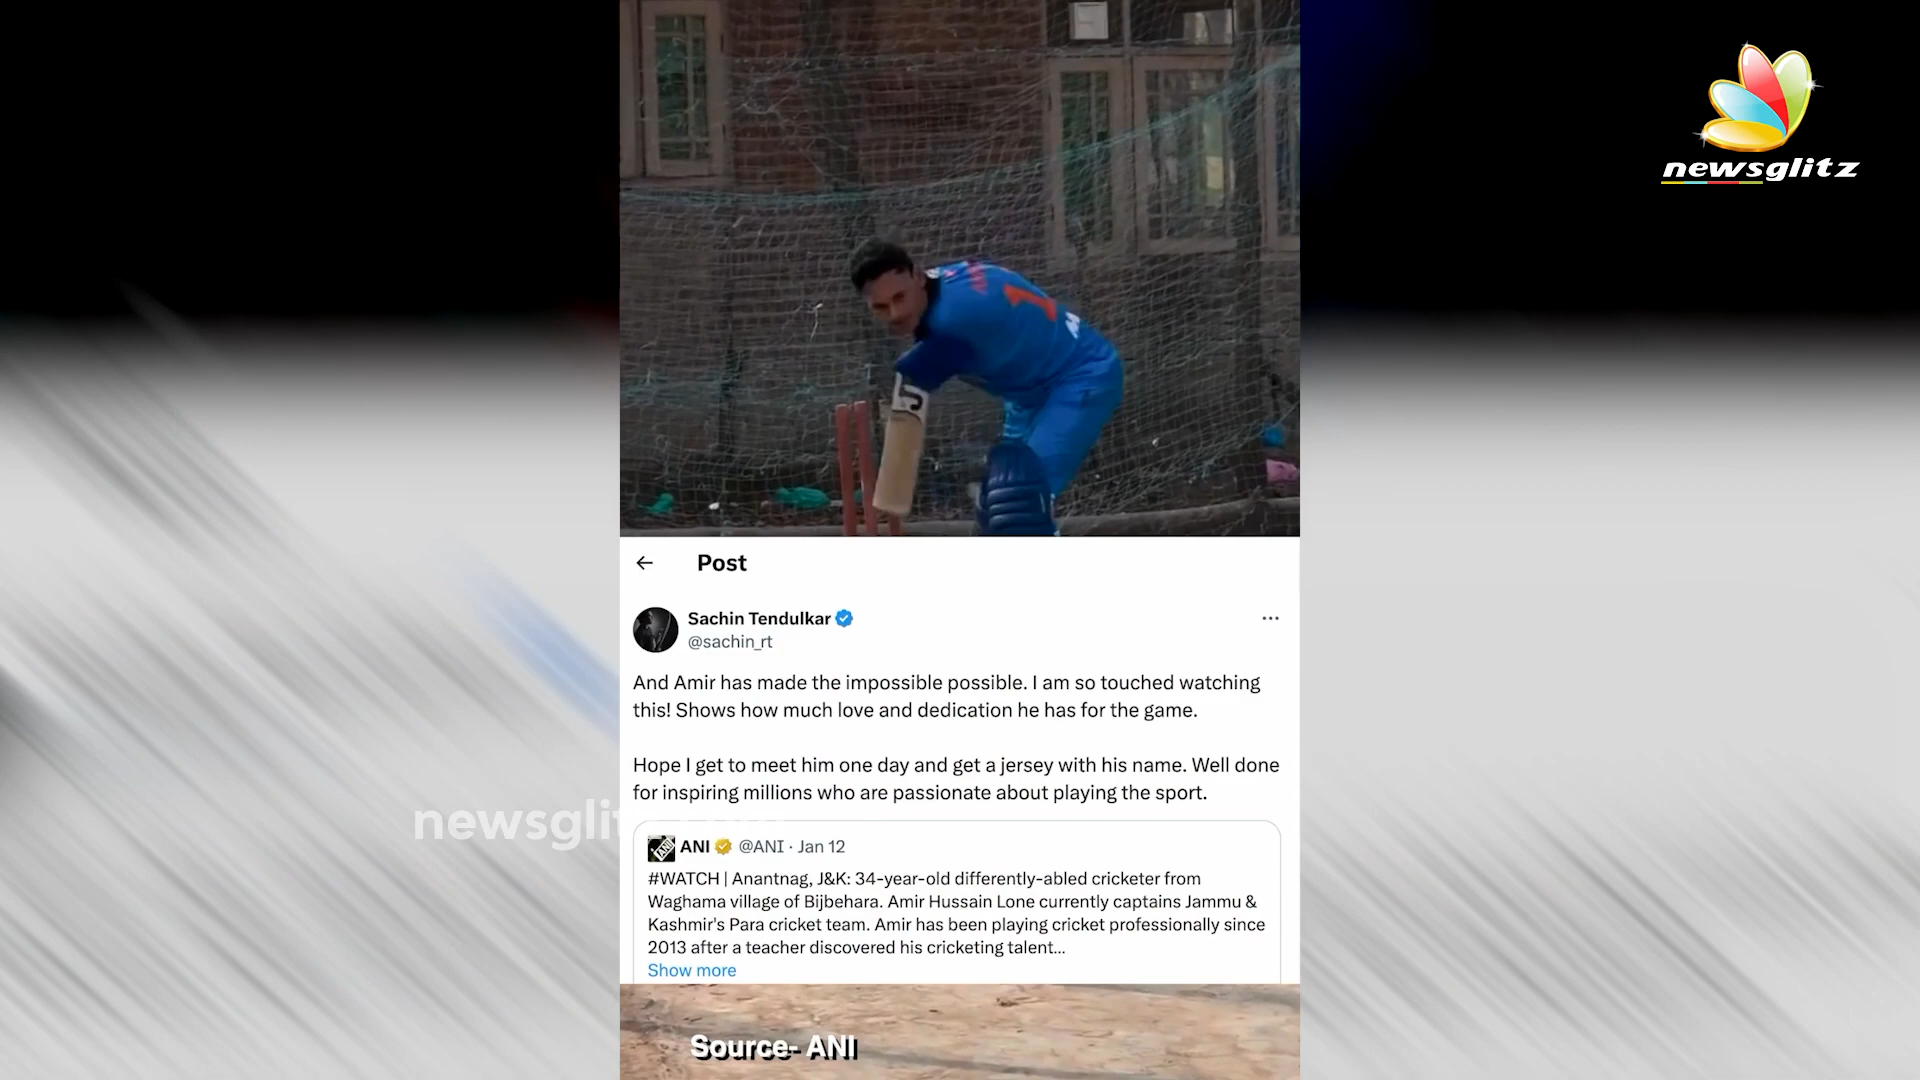 newsglitz
Post
Sachin Tendulkar
@sachin_rt
And Amir has made the impossible possible. I am so touched watching
this! Shows how much love and dedication he has for the game.
Hope I get to meet him one day and get a jersey with his name. Well done
for inspiring millions who are passionate about playing the sport.
ANI @ANI · Jan 12
#WATCH | Anantnag, J&K: 34-year-old differently-abled cricketer from
Waghama village of Bijbehara. Amir Hussain Lone currently captains Jammu &
Kashmir's Para cricket team. Amir has been playing cricket professionally since
2013 after a teacher discovered his cricketing talent...
Show more
Source- ANI